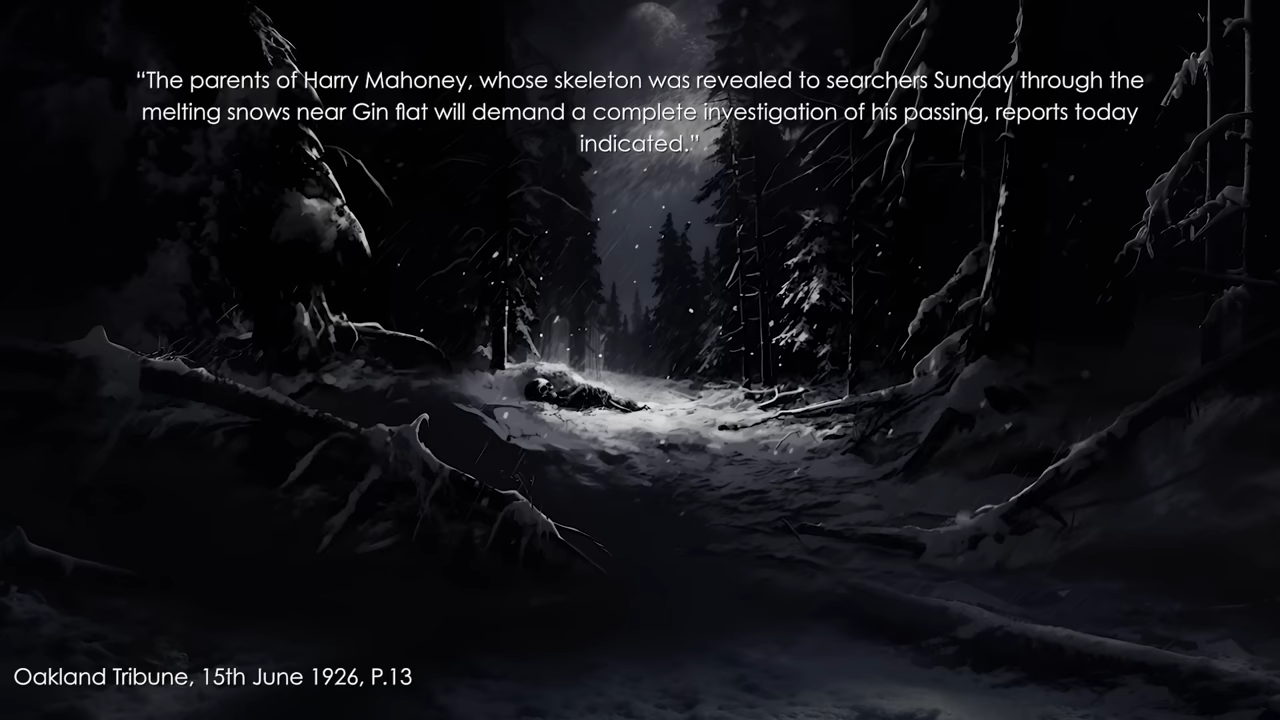 “The parents of Harry Mahoney, whose skeleton was revealed to searchers Sunday through the
melting snows near Gin flat will demand a complete investigation of his passing, reports today
indicated.”
Oakland Tribune, 15th June 1926, P.13